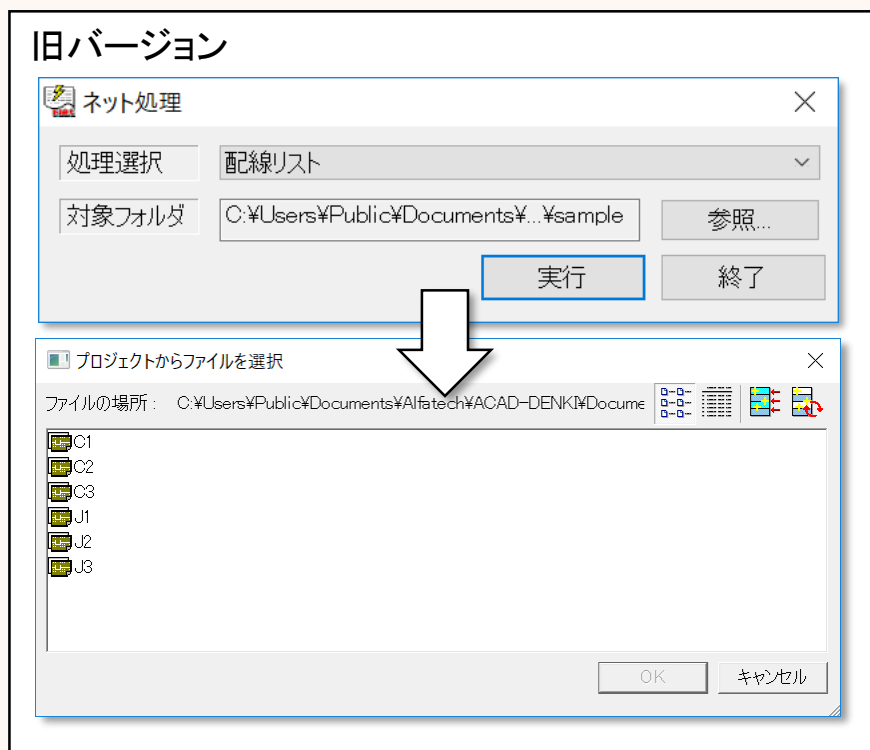 旧バージョン
ネット処理
処理選択 配線リスト
対象フォルダ C:¥Users¥Public¥Documents¥...¥sample 参照...
実行 終了
プロジェクトからファイルを選択
ファイルの場所： C:¥Users¥Public¥Documents¥Alfatech¥ACAD-DENKI¥Docume
C1
C2
C3
J1
J2
J3
OK キャンセル